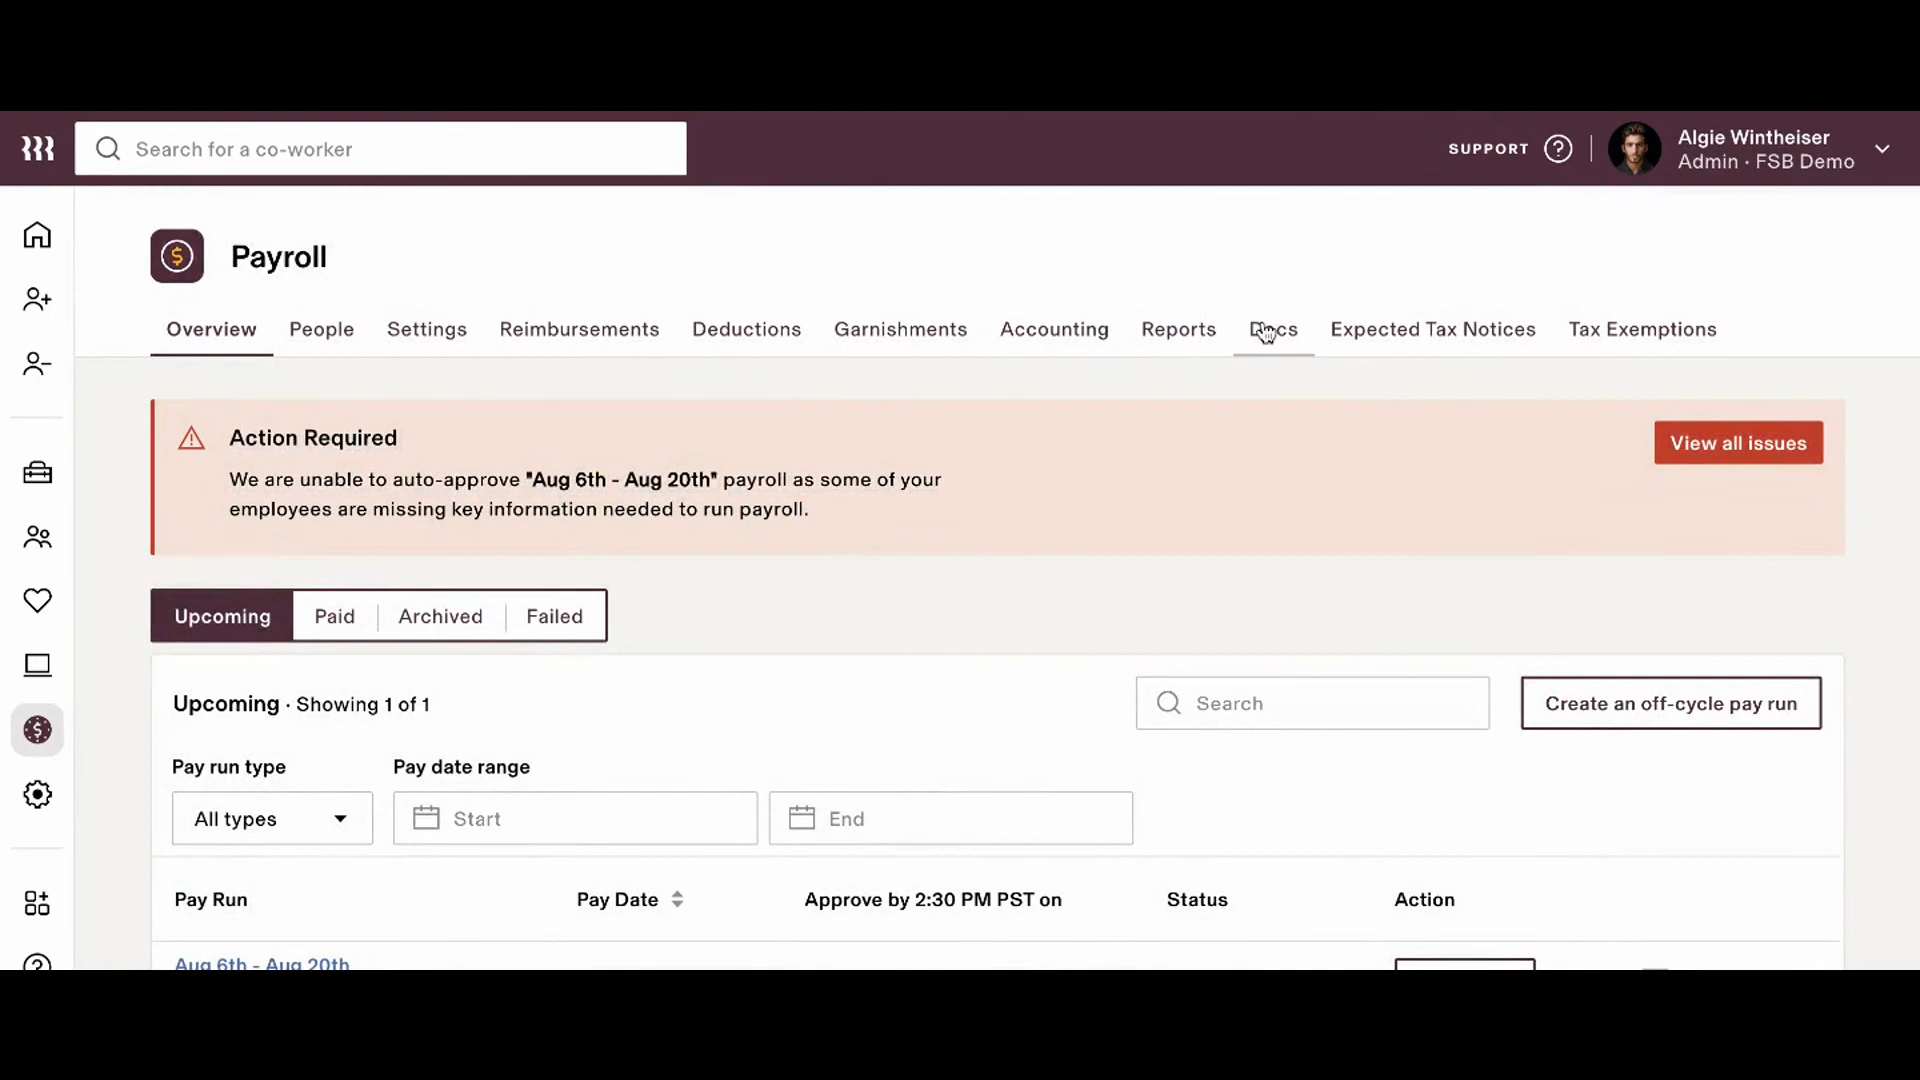 Search for a co-worker
SUPPORT
Algie Wintheiser
Admin · FSB Demo
Payroll
Overview People Settings Reimbursements Deductions Garnishments Accounting Reports Docs Expected Tax Notices Tax Exemptions
Action Required
View all issues
We are unable to auto-approve "Aug 6th - Aug 20th" payroll as some of your
employees are missing key information needed to run payroll.
Upcoming Paid Archived Failed
Upcoming · Showing 1 of 1
Search
Create an off-cycle pay run
Pay run type
Pay date range
All types
Start
End
Pay Run Pay Date Approve by 2:30 PM PST on Status Action
Aug 6th - Aug 20th